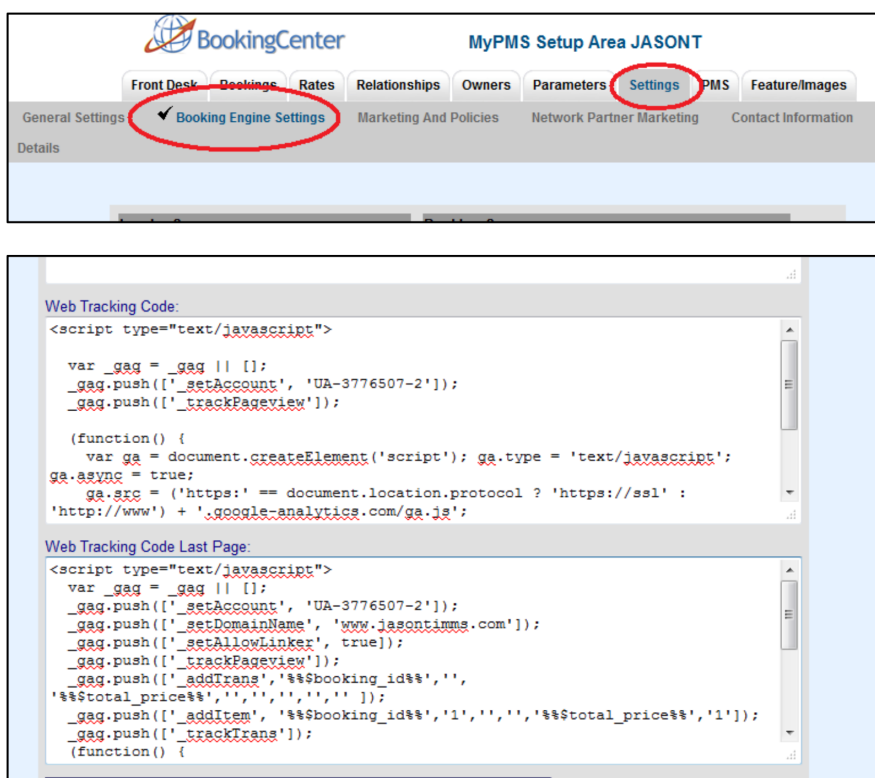 BookingCenter MyPMS Setup Area JASONT
Front Desk Bookings Rates Relationships Owners Parameters Settings PMS Feature/Images
General Settings ✔ Booking Engine Settings Marketing And Policies Network Partner Marketing Contact Information
Details
Web Tracking Code:
<script type="text/javascript">
var _gaq = _gaq || [];
_gaq.push(['_setAccount', 'UA-3776507-2']);
_gaq.push(['_trackPageview']);
(function() {
var ga = document.createElement('script'); ga.type = 'text/javascript';
ga.async = true;
ga.src = ('https:' == document.location.protocol ? 'https://ssl' :
'http://www') + '.google-analytics.com/ga.js';
Web Tracking Code Last Page:
<script type="text/javascript">
var _gaq = _gaq || [];
_gaq.push(['_setAccount', 'UA-3776507-2']);
_gaq.push(['_setDomainName', 'www.jasontimms.com']);
_gaq.push(['_setAllowLinker', true]);
_gaq.push(['_trackPageview']);
_gaq.push(['_addTrans','%%$booking_id%%','',
'%%$total_price%%','','','','','' ]);
_gaq.push(['_addItem', '%%$booking_id%%','1','','','%%$total_price%%','1']);
_gaq.push(['_trackTrans']);
(function() {